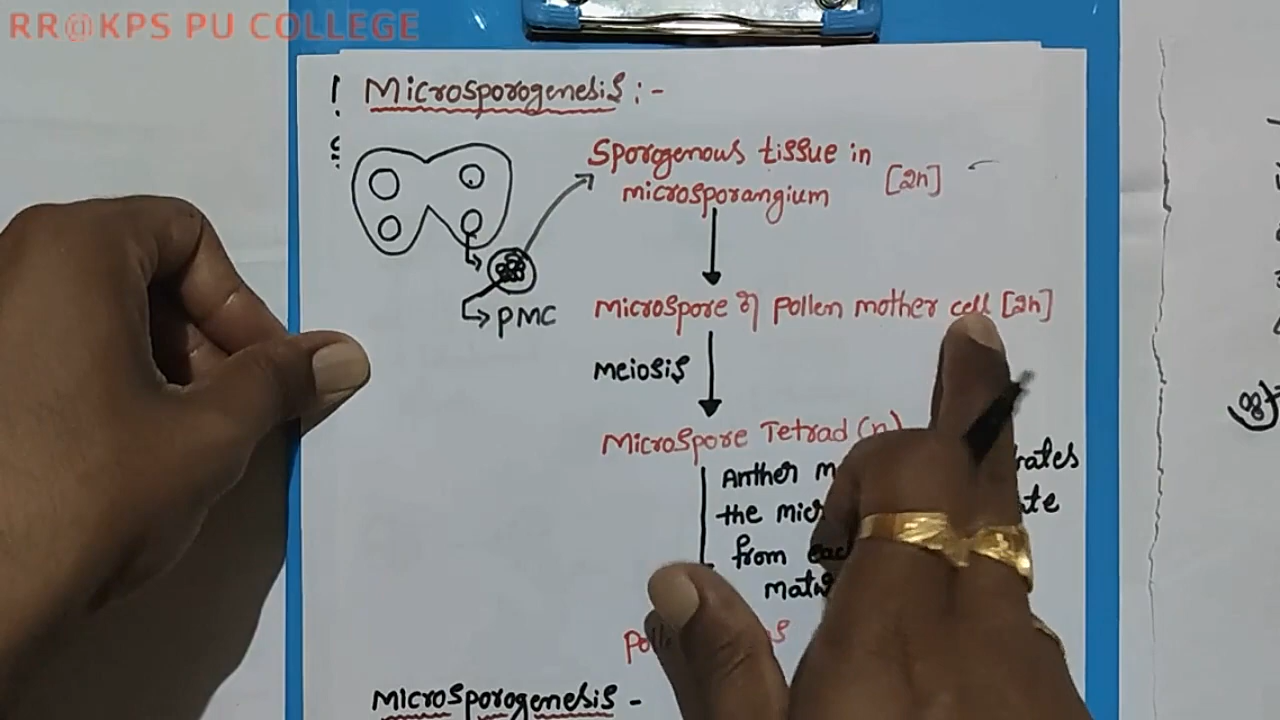 RR@KPS PU COLLEGE
Microsporogenesis :-
Sporogenous tissue in
microsporangium [2n]
PMC
Microspore or pollen mother cell [2n]
Meiosis
Microspore Tetrad (n)
Anther
the
from
Microsporogenesis -